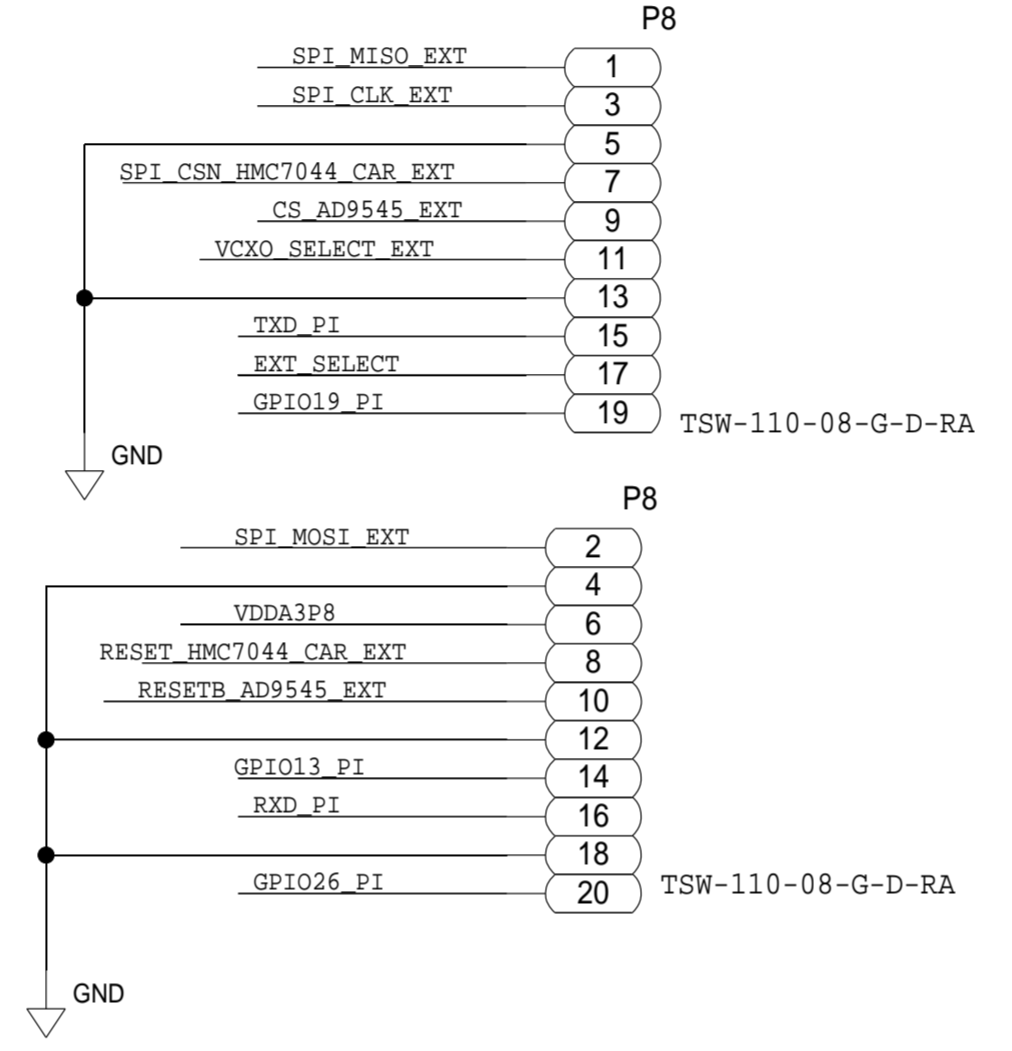 P8
SPI_MISO_EXT 1
SPI_CLK_EXT 3
5
SPI_CSN_HMC7044_CAR_EXT 7
CS_AD9545_EXT 9
VCXO_SELECT_EXT 11
13
TXD_PI 15
EXT_SELECT 17
GPIO19_PI 19
TSW-110-08-G-D-RA
GND
P8
SPI_MOSI_EXT 2
4
VDDA3P8 6
RESET_HMC7044_CAR_EXT 8
RESETB_AD9545_EXT 10
12
GPIO13_PI 14
RXD_PI 16
18
GPIO26_PI 20
TSW-110-08-G-D-RA
GND